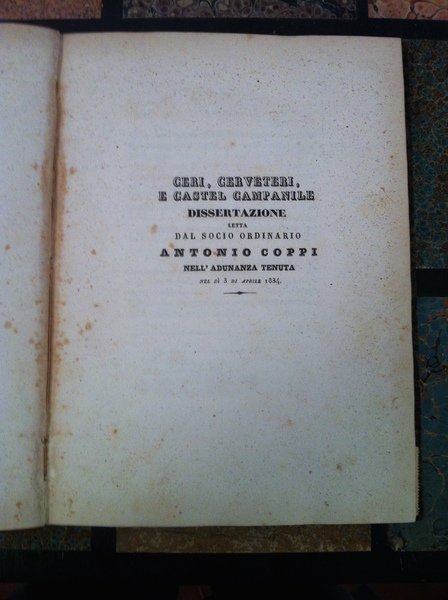 CERI, CERVETERI,
E CASTEL CAMPANILE
DISSERTAZIONE
LETTA
DAL SOCIO ORDINARIO
ANTONIO COPPI
NELL'ADUNANZA TENUTA
NEL DÌ 3 DI APRILE 1834.